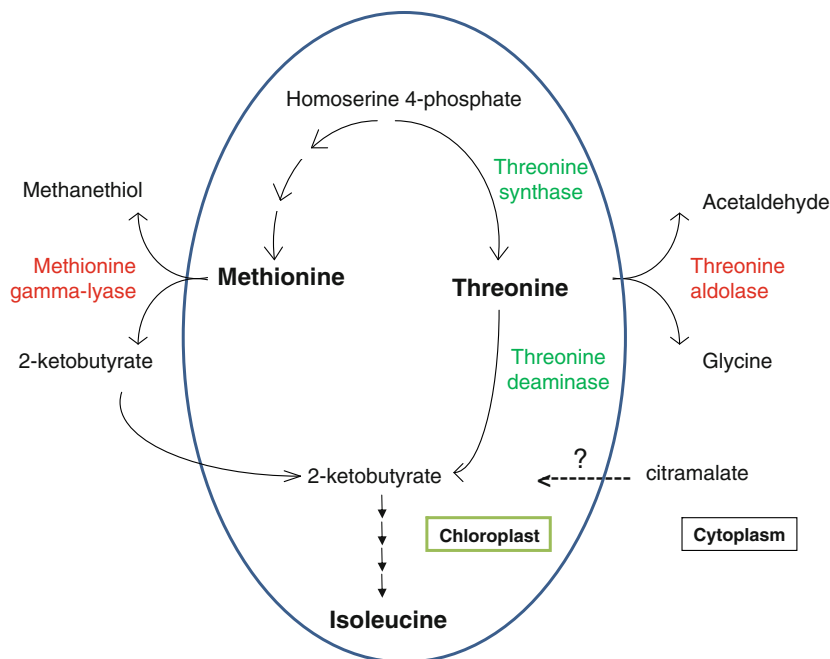 Homoserine 4-phosphate
Threonine
synthase
Methanethiol
Acetaldehyde
Methionine
gamma-lyase
Methionine
Threonine
Threonine
aldolase
2-ketobutyrate
Threonine
deaminase
Glycine
2-ketobutyrate
?
citramalate
Chloroplast
Cytoplasm
Isoleucine